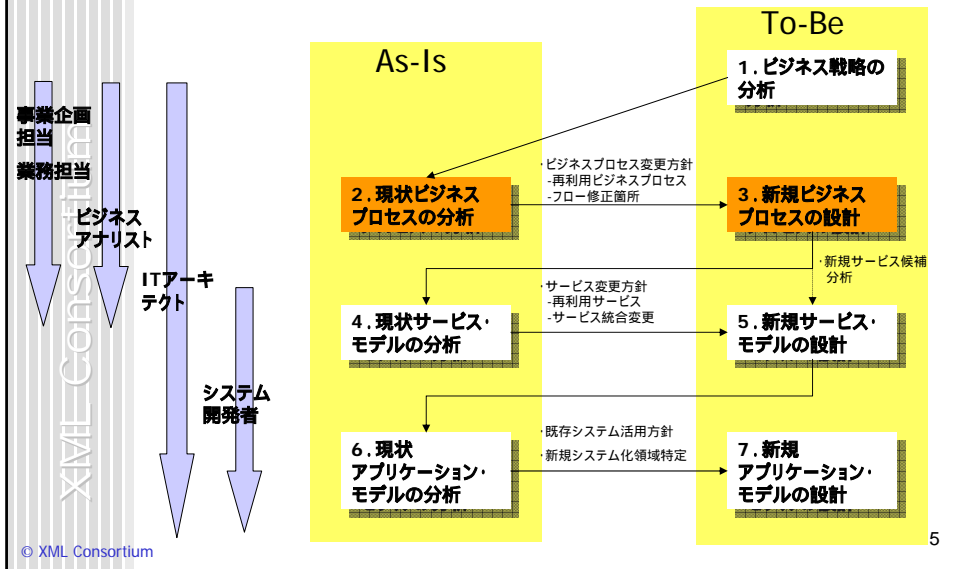 To-Be
As-Is
1.ビジネス戦略の
分析
事業企画
担当
業務担当
ビジネス
アナリスト
ITアーキ
テクト
システム
開発者
XML Consortium
・ビジネスプロセス変更方針
-再利用ビジネスプロセス
-フロー修正箇所
2.現状ビジネス
プロセスの分析
3.新規ビジネス
プロセスの設計
・新規サービス候補
分析
・サービス変更方針
-再利用サービス
-サービス統合変更
4.現状サービス・
モデルの分析
5.新規サービス・
モデルの設計
・既存システム活用方針
・新規システム化領域特定
6.現状
アプリケーション・
モデルの分析
7.新規
アプリケーション・
モデルの設計
© XML Consortium
5